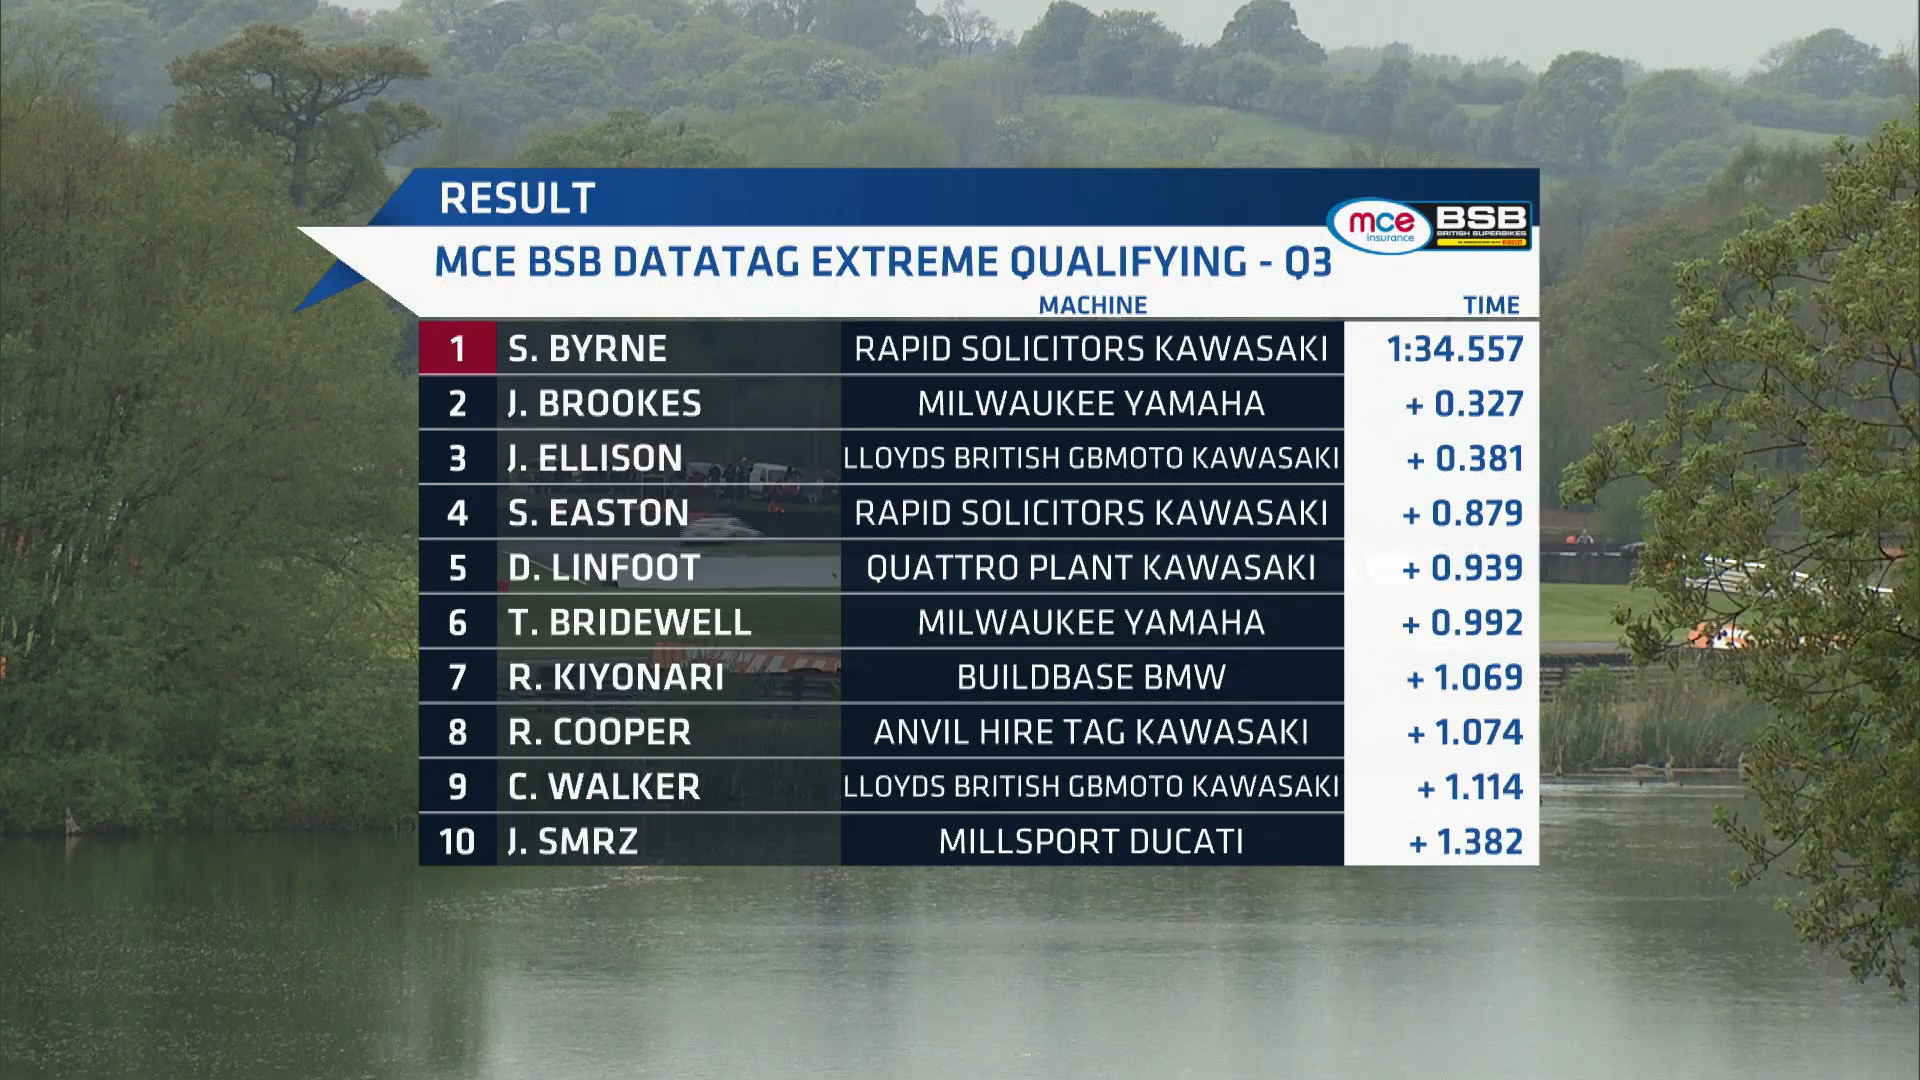 RESULT
mce insurance BSB BRITISH SUPERBIKES
MCE BSB DATATAG EXTREME QUALIFYING - Q3
MACHINE TIME
1 S. BYRNE RAPID SOLICITORS KAWASAKI 1:34.557
2 J. BROOKES MILWAUKEE YAMAHA + 0.327
3 J. ELLISON LLOYDS BRITISH GBMOTO KAWASAKI + 0.381
4 S. EASTON RAPID SOLICITORS KAWASAKI + 0.879
5 D. LINFOOT QUATTRO PLANT KAWASAKI + 0.939
6 T. BRIDEWELL MILWAUKEE YAMAHA + 0.992
7 R. KIYONARI BUILDBASE BMW + 1.069
8 R. COOPER ANVIL HIRE TAG KAWASAKI + 1.074
9 C. WALKER LLOYDS BRITISH GBMOTO KAWASAKI + 1.114
10 J. SMRZ MILLSPORT DUCATI + 1.382